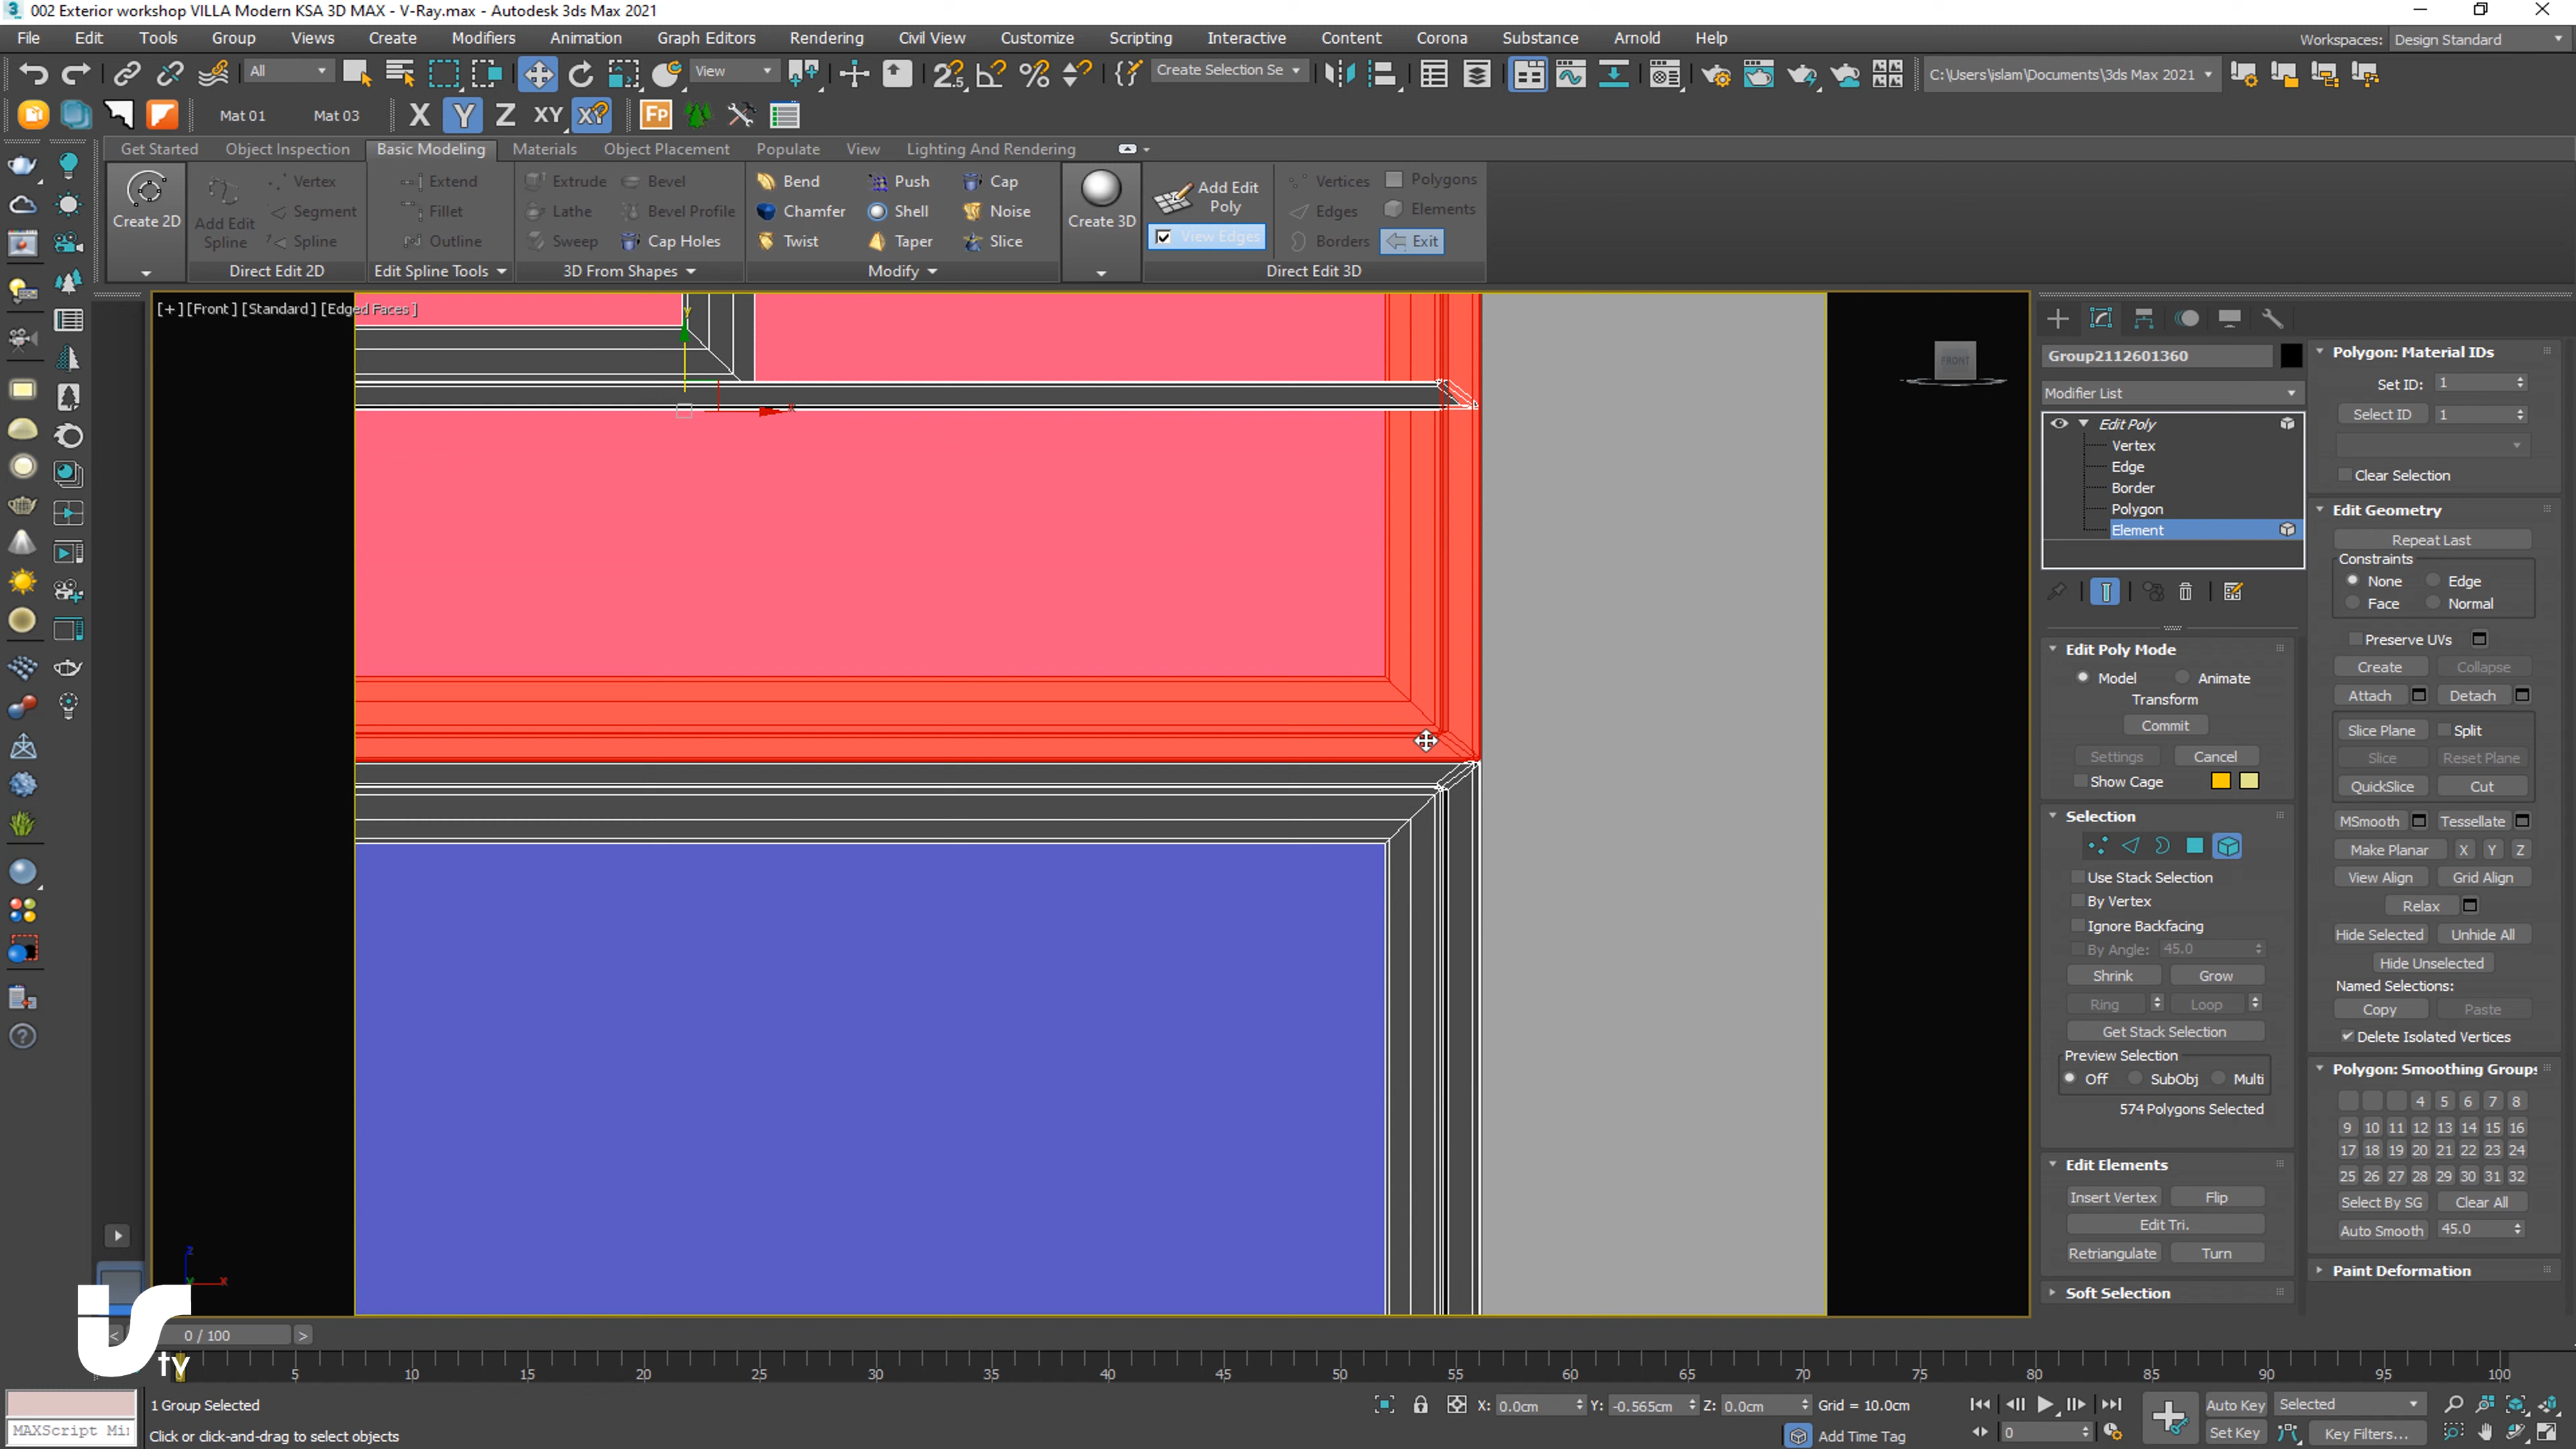 002 Exterior workshop VILLA Modern KSA 3D MAX - V-Ray.max - Autodesk 3ds Max 2021
File Edit Tools Group Views Create Modifiers Animation Graph Editors Rendering Civil View Customize Scripting Interactive Content Corona Substance Arnold Help Workspaces: Design Standard
All View Create Selection Se C:\Users\islam\Documents\3ds Max 2021
Mat 01 Mat 03 X Y Z XY XY Fp
Get Started Object Inspection Basic Modeling Materials Object Placement Populate View Lighting And Rendering
Create 2D Add Edit Spline Vertex Segment Spline Direct Edit 2D
Extend Fillet Outline Edit Spline Tools
Extrude Bevel Lathe Bevel Profile Sweep Cap Holes 3D From Shapes
Bend Push Cap Chamfer Shell Noise Twist Taper Slice Modify
Create 3D Add Edit Poly View Edges Vertices Polygons Edges Elements Borders Exit Direct Edit 3D
[+] [Front ] [Standard ] [Edged Faces ]
y
x
FRONT
z
x
Group2112601360
Modifier List
Edit Poly
Vertex
Edge
Border
Polygon
Element
Edit Poly Mode
Model Animate
Transform
Commit
Settings Cancel
Show Cage
Selection
Use Stack Selection
By Vertex
Ignore Backfacing
By Angle: 45.0
Shrink Grow
Ring Loop
Get Stack Selection
Preview Selection
Off SubObj Multi
574 Polygons Selected
Edit Elements
Insert Vertex Flip
Edit Tri.
Retriangulate Turn
Soft Selection
Polygon: Material IDs
Set ID: 1
Select ID 1
Clear Selection
Edit Geometry
Repeat Last
Constraints
None Edge
Face Normal
Preserve UVs
Create Collapse
Attach Detach
Slice Plane Split
Slice Reset Plane
QuickSlice Cut
MSmooth Tessellate
Make Planar X Y Z
View Align Grid Align
Relax
Hide Selected Unhide All
Hide Unselected
Named Selections:
Copy Paste
Delete Isolated Vertices
Polygon: Smoothing Groups
4 5 6 7 8
9 10 11 12 13 14 15 16
17 18 19 20 21 22 23 24
25 26 27 28 29 30 31 32
Select By SG Clear All
Auto Smooth 45.0
Paint Deformation
ty
< 0 / 100 >
5 10 15 20 25 30 35 40 45 50 55 60 65 70 75 80 85 90 95 100
1 Group Selected X: 0.0cm Y: -0.565cm Z: 0.0cm Grid = 10.0cm Auto Key Selected
MAXScript Mi
Click or click-and-drag to select objects Add Time Tag 0 Set Key Key Filters...